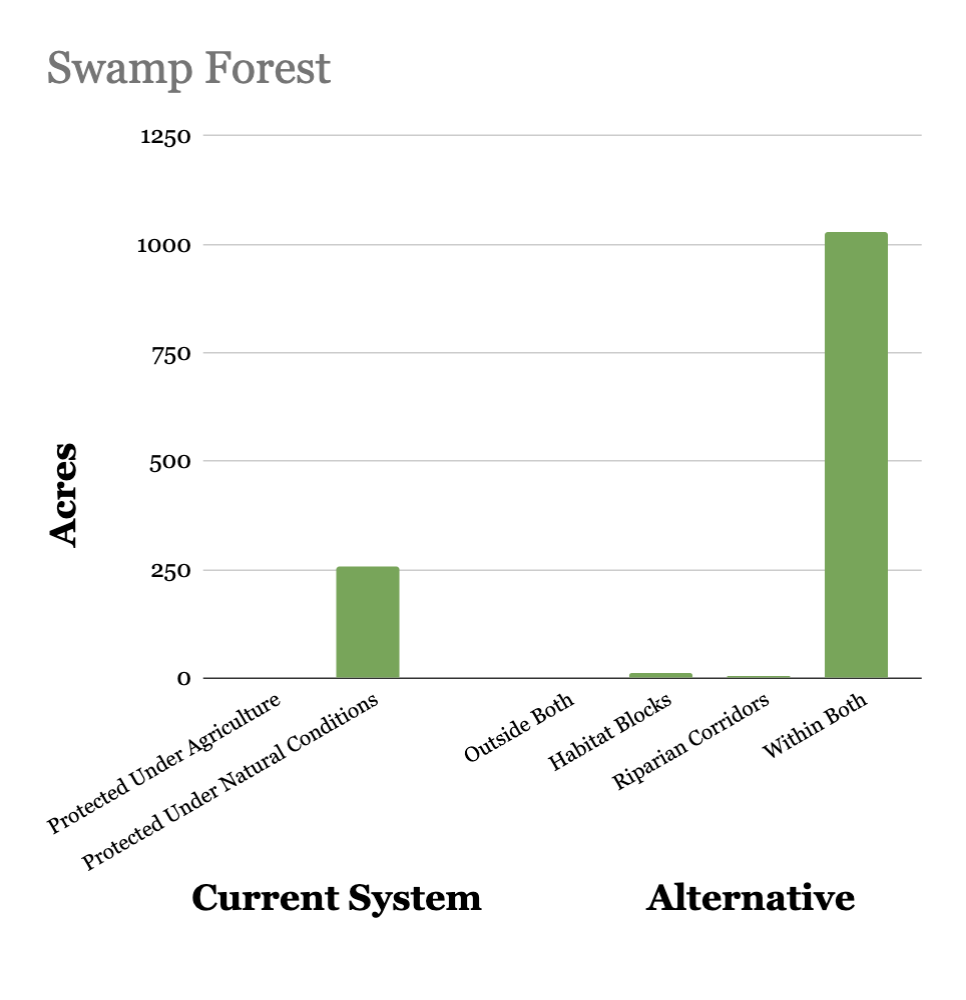 Swamp Forest
1250
1000
750
500
250
0
Acres
Protected Under Agriculture
Protected Under Natural Conditions
Outside Both
Habitat Blocks
Riparian Corridors
Within Both
Current System
Alternative